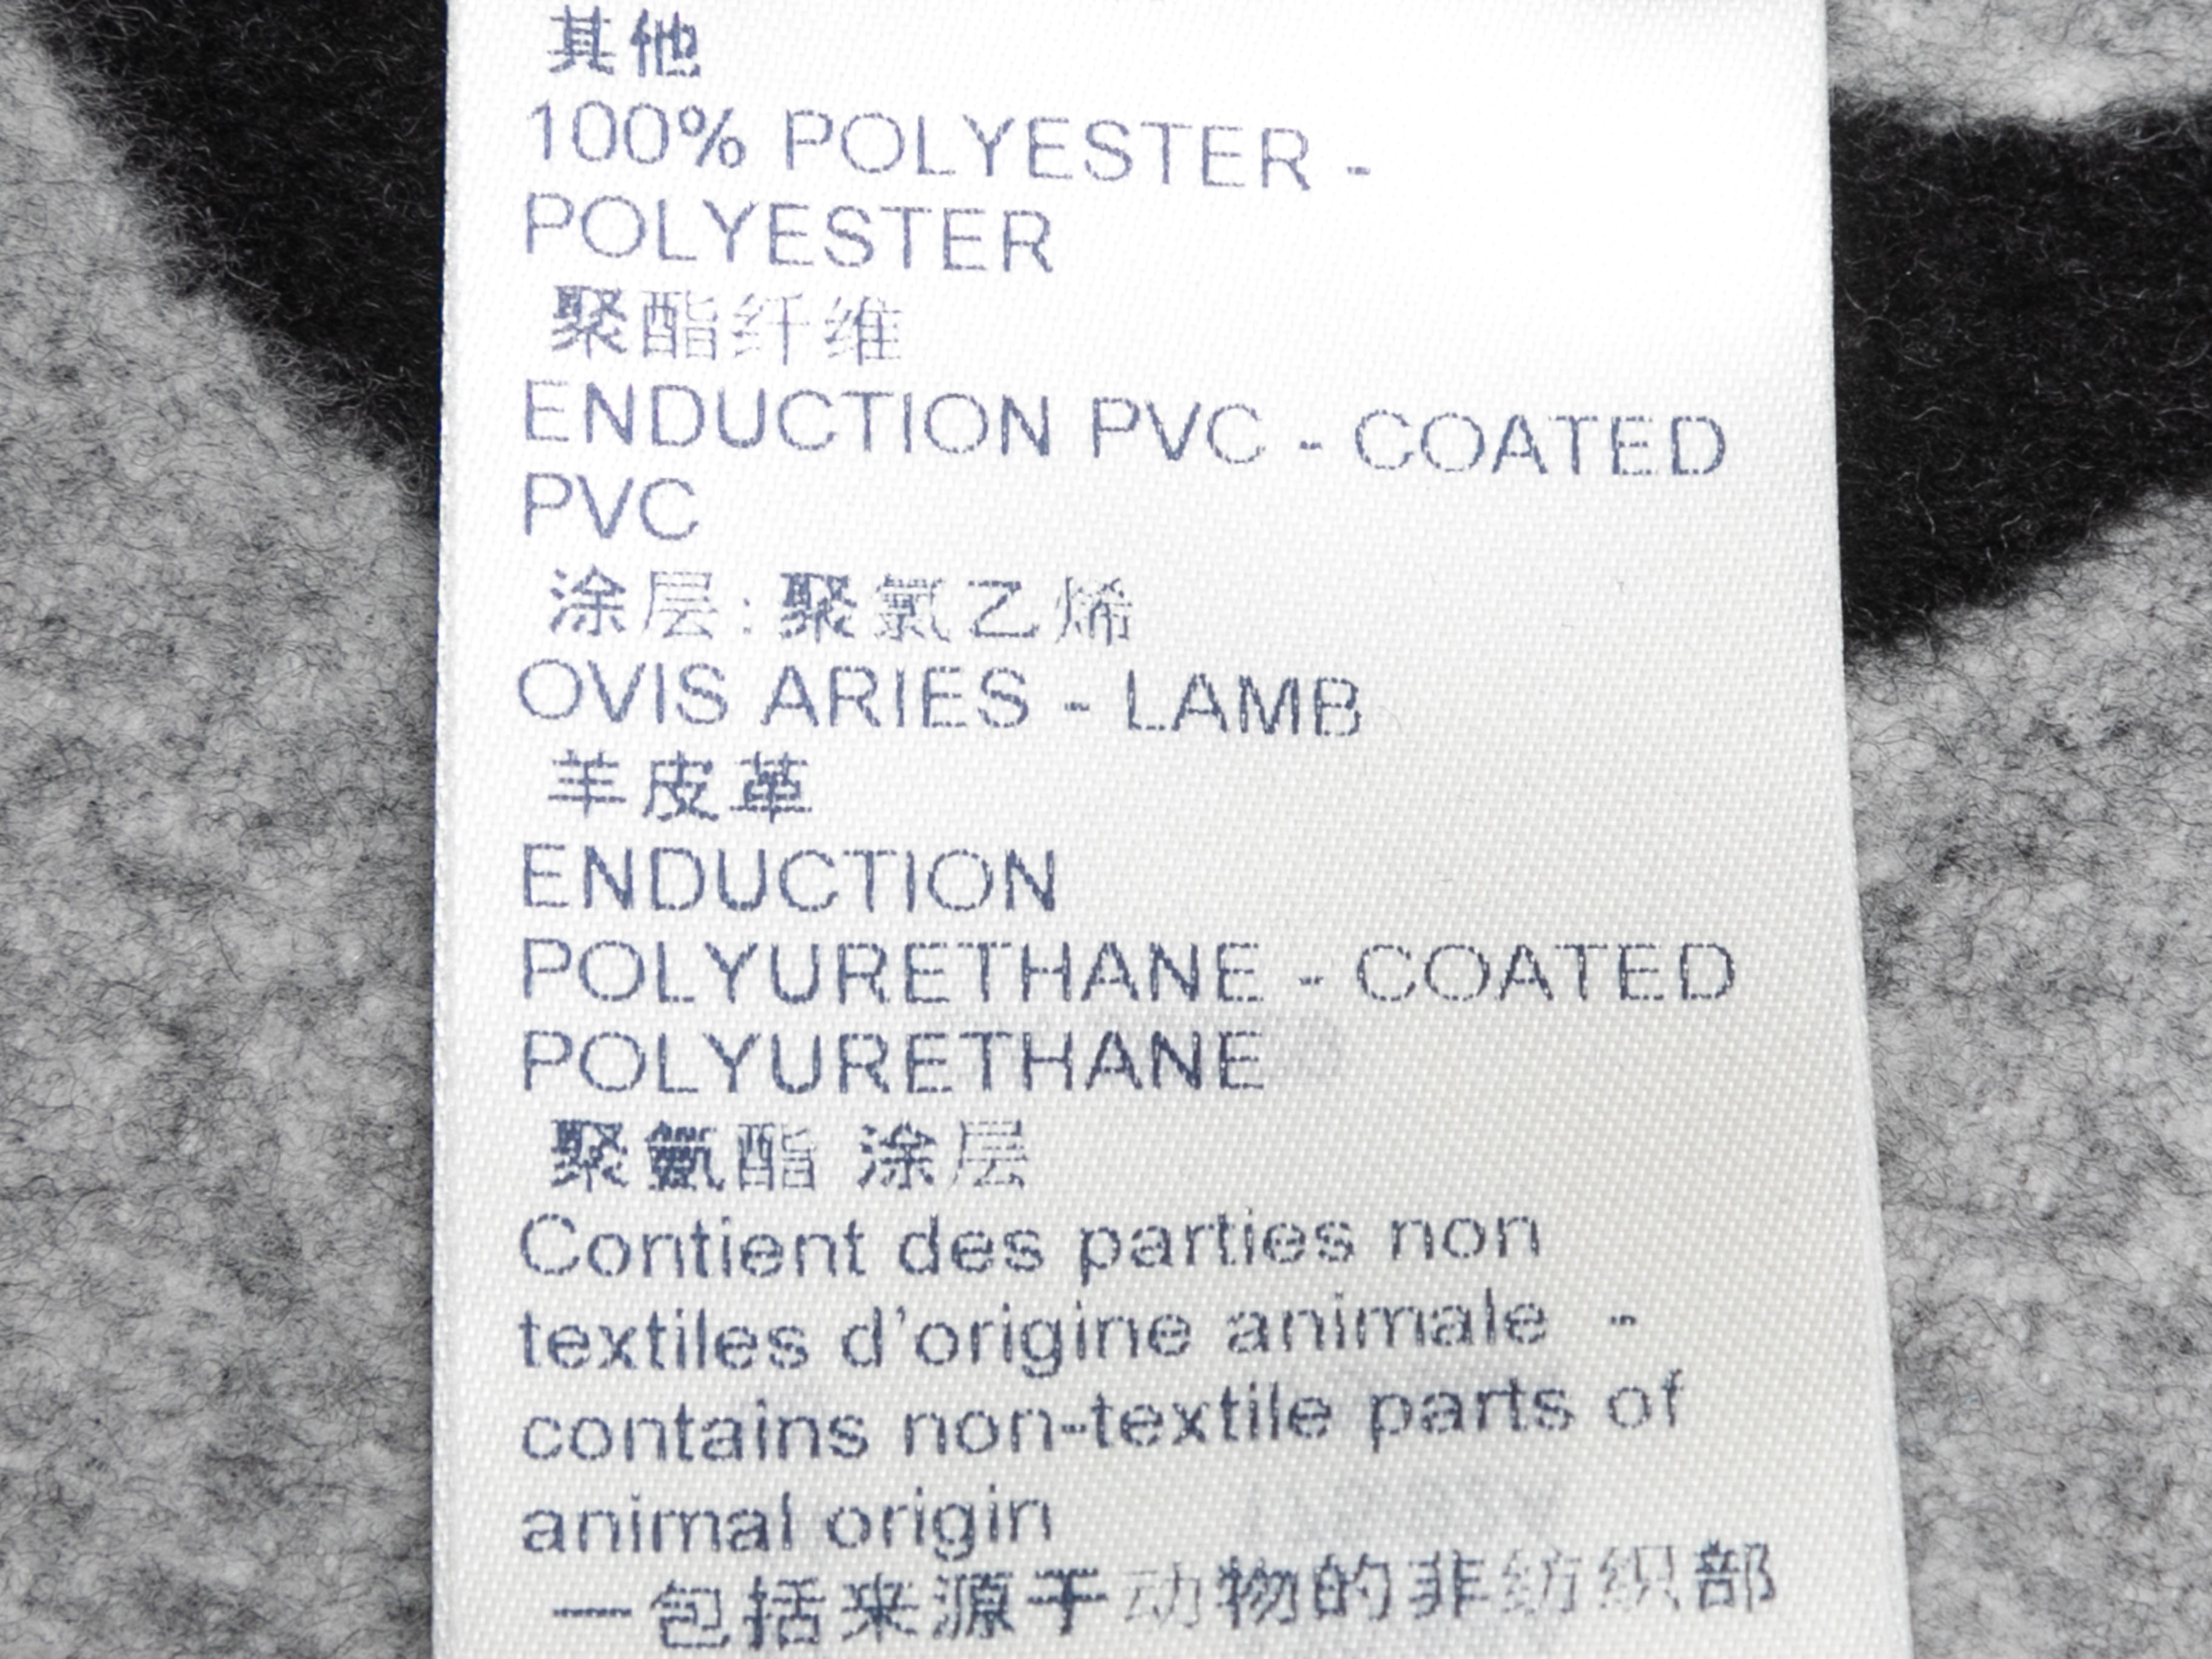 其他
100% POLYESTER -
POLYESTER
聚酯纤维
ENDUCTION PVC - COATED
PVC
涂层:聚氯乙烯
OVIS ARIES - LAMB
羊皮革
ENDUCTION
POLYURETHANE - COATED
POLYURETHANE
聚氨酯 涂层
Contient des parties non
textiles d'origine animale -
contains non-textile parts of
animal origin
一包括来源于动物的非纺织部